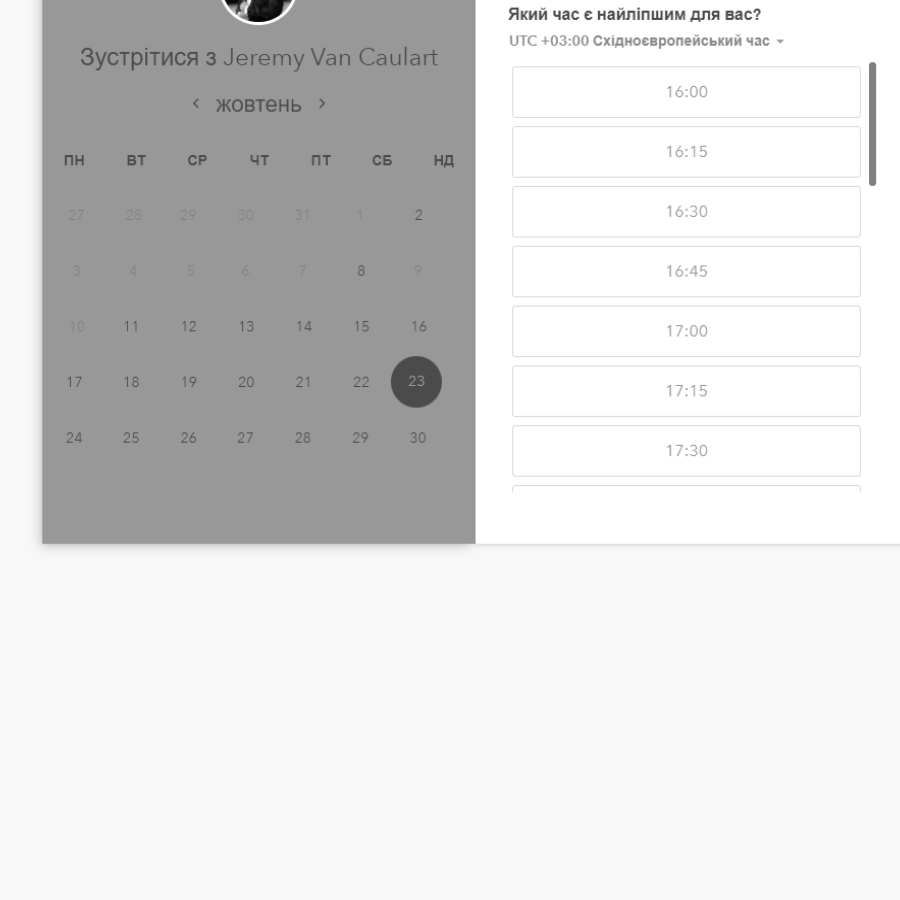 Зустрітися з Jeremy Van Caulart
жовтень
ПН ВТ СР ЧТ ПТ СБ НД
27 28 29 30 31 1 2
3 4 5 6 7 8 9
10 11 12 13 14 15 16
17 18 19 20 21 22 23
24 25 26 27 28 29 30
Який час є найліпшим для вас?
UTC +03:00 Східноєвропейський час
16:00
16:15
16:30
16:45
17:00
17:15
17:30